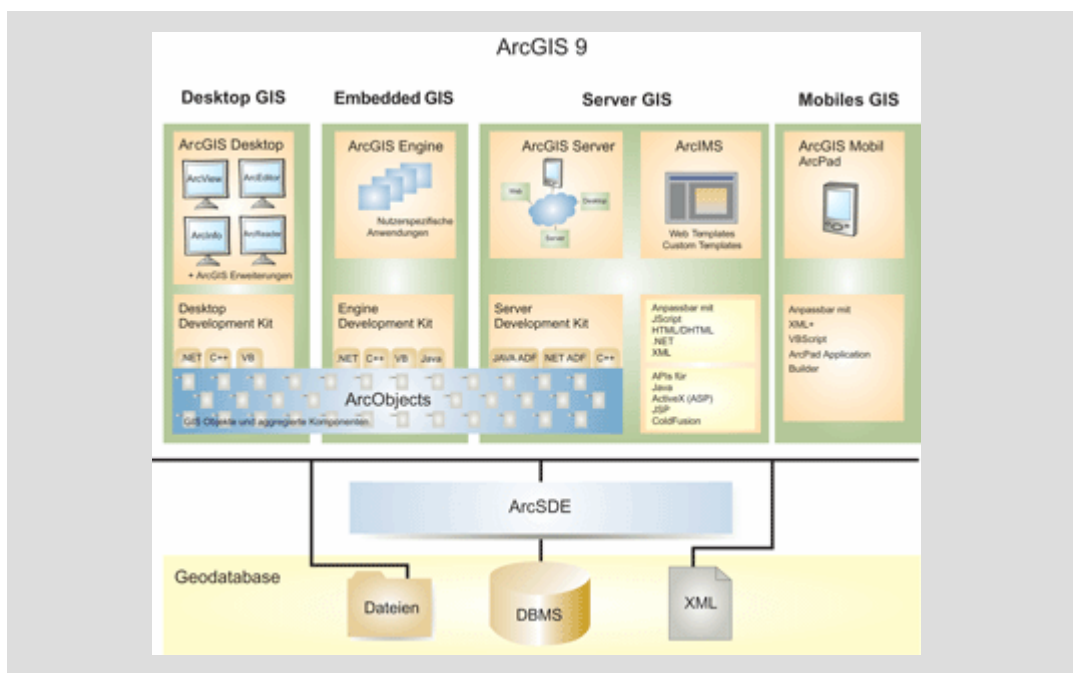 ArcGIS 9
Desktop GIS
Embedded GIS
Server GIS
Mobiles GIS
ArcGIS Desktop
ArcView
ArcEditor
ArcInfo
ArcReader
+ ArcGIS Erweiterungen
ArcGIS Engine
Nutzerspezifische
Anwendungen
ArcGIS Server
Web
Desktop
Server
ArcIMS
Web Templates
Custom Templates
ArcGIS Mobil
ArcPad
Desktop
Development Kit
.NET C++ VB
Engine
Development Kit
.NET C++ VB Java
Server
Development Kit
JAVA ADF .NET ADF C++
Anpassbar mit
JScript
HTML/DHTML
.NET
XML
APIs für
Java
ActiveX (ASP)
JSP
ColdFusion
Anpassbar mit
XML+
VBScript
ArcPad Application
Builder
ArcObjects
GIS Objekte und aggregierte Komponenten
ArcSDE
Geodatabase
Dateien
DBMS
XML